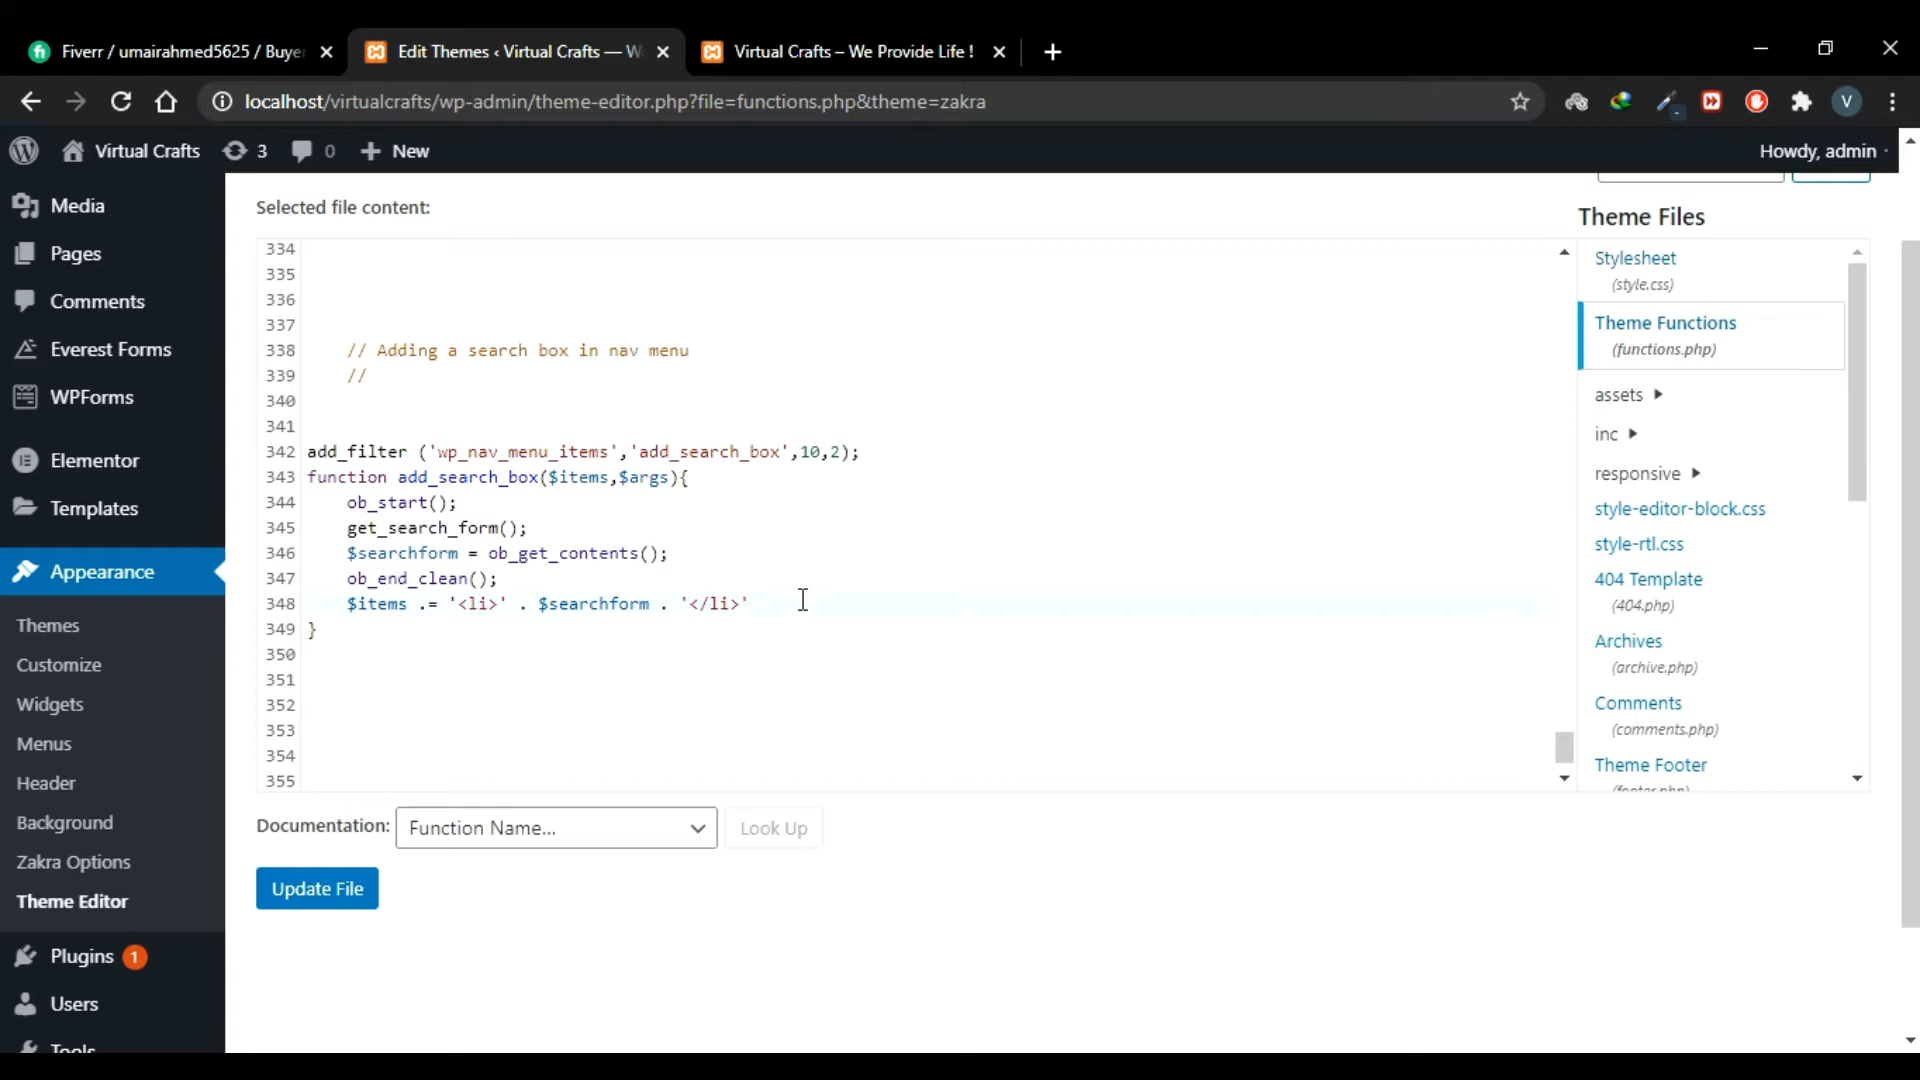 Fiverr / umairahmed5625 / Buye
Edit Themes ‹ Virtual Crafts — W
Virtual Crafts – We Provide Life !
localhost/virtualcrafts/wp-admin/theme-editor.php?file=functions.php&theme=zakra
V
Virtual Crafts
3
0
New
Howdy, admin
Media
Pages
Comments
Everest Forms
WPForms
Elementor
Templates
Appearance
Themes
Customize
Widgets
Menus
Header
Background
Zakra Options
Theme Editor
Plugins 1
Users
Tools
Selected file content:
334
335
336
337
338 // Adding a search box in nav menu
339 //
340
341
342 add_filter ('wp_nav_menu_items','add_search_box',10,2);
343 function add_search_box($items,$args){
344 ob_start();
345 get_search_form();
346 $searchform = ob_get_contents();
347 ob_end_clean();
348 $items .= '<li>' . $searchform . '</li>'
349 }
350
351
352
353
354
355
Documentation:
Function Name...
Look Up
Update File
Theme Files
Stylesheet
(style.css)
Theme Functions
(functions.php)
assets
inc
responsive
style-editor-block.css
style-rtl.css
404 Template
(404.php)
Archives
(archive.php)
Comments
(comments.php)
Theme Footer
(footer.php)